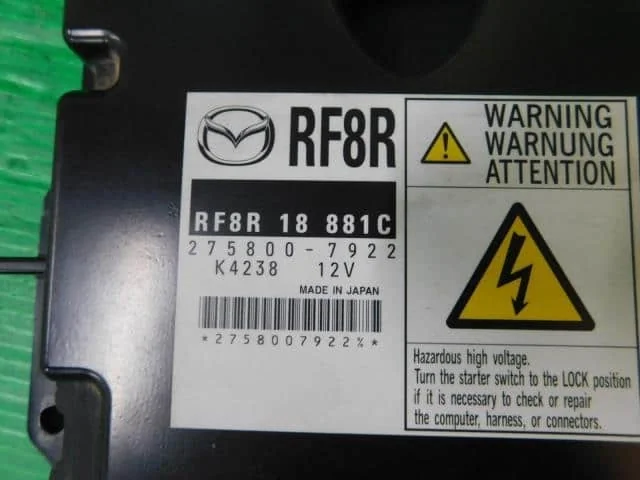 RF8R
RF8R 18 881C
275800-7922
K4238 12V
MADE IN JAPAN
*2758007922%*
WARNING
WARNUNG
ATTENTION
Hazardous high voltage.
Turn the starter switch to the LOCK position
if it is necessary to check or repair
the computer, harness, or connectors.